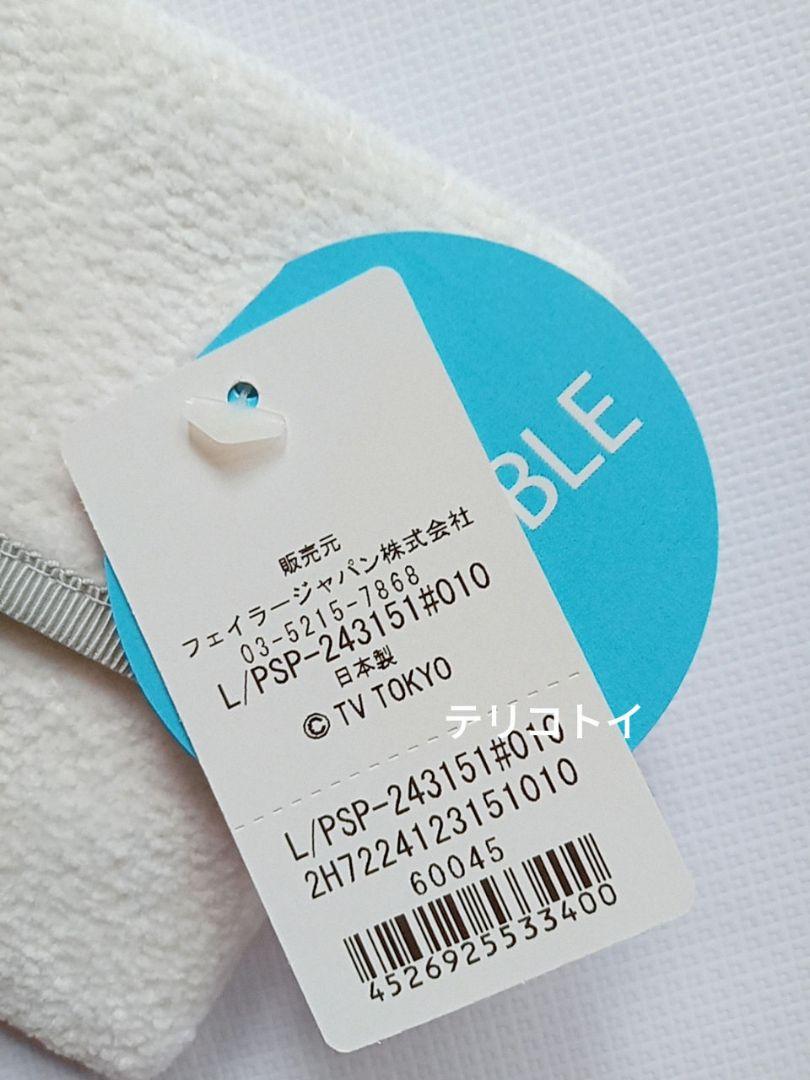 BLE
販売元
フェイラージャパン株式会社
03-5215-7868
L/PSP-243151#010
日本製
© TV TOKYO
テリコトイ
L/PSP-243151#010
2H7224123151010
60045
4526925533400